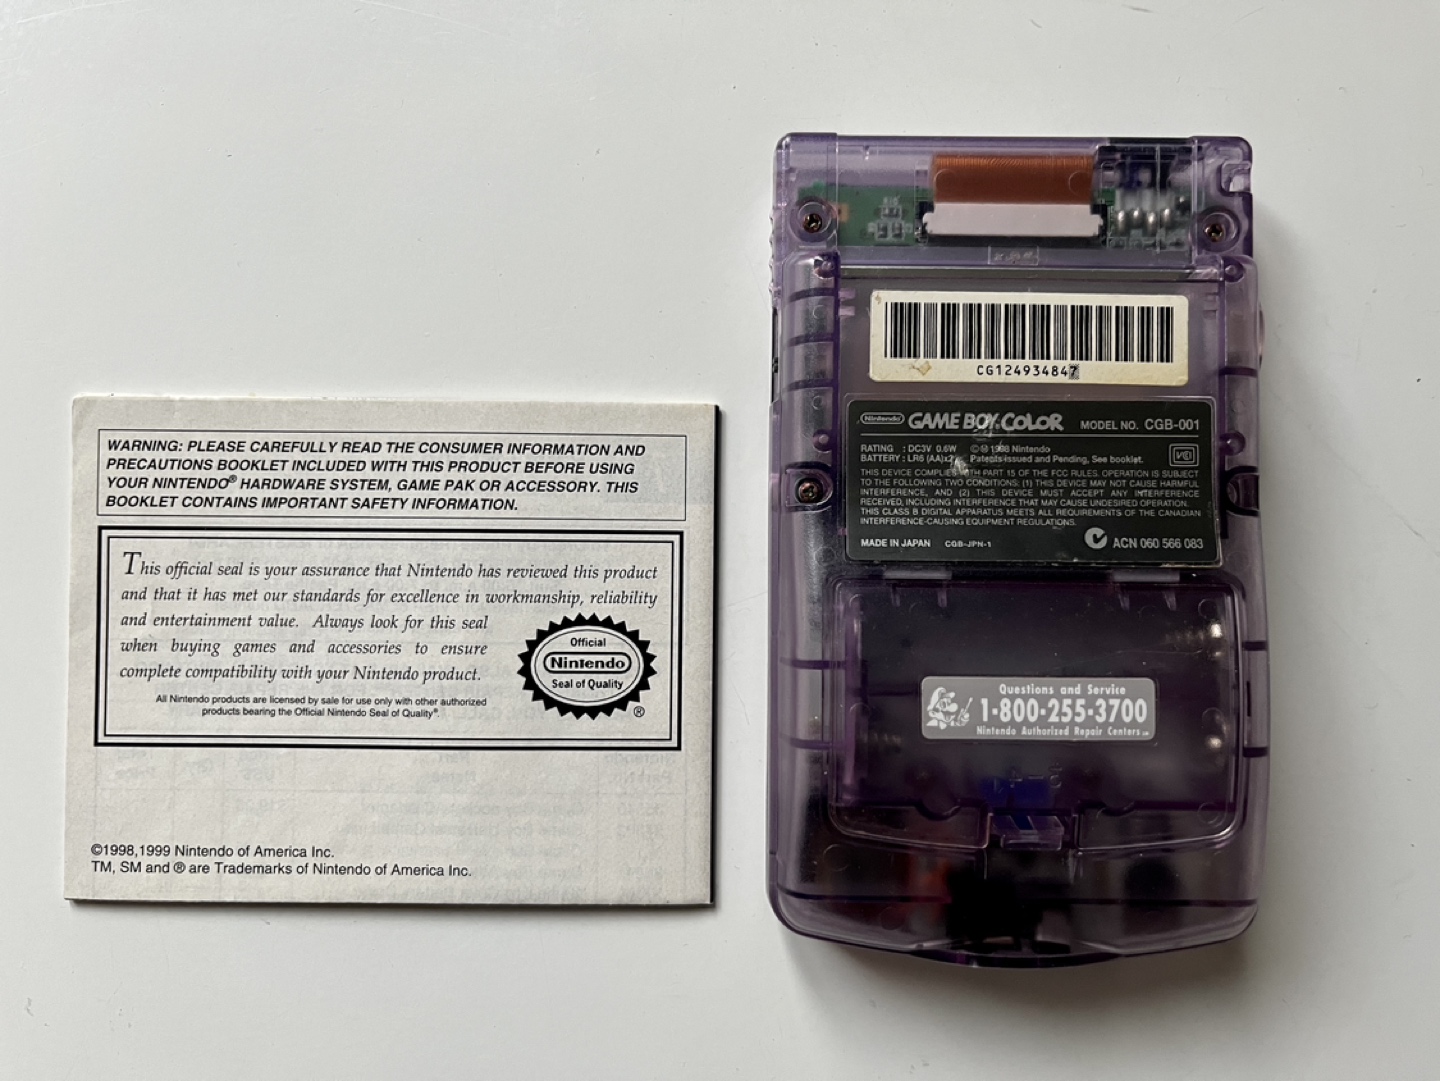 WARNING: PLEASE CAREFULLY READ THE CONSUMER INFORMATION AND
PRECAUTIONS BOOKLET INCLUDED WITH THIS PRODUCT BEFORE USING
YOUR NINTENDO® HARDWARE SYSTEM, GAME PAK OR ACCESSORY. THIS
BOOKLET CONTAINS IMPORTANT SAFETY INFORMATION.
This official seal is your assurance that Nintendo has reviewed this product
and that it has met our standards for excellence in workmanship, reliability
and entertainment value. Always look for this seal
when buying games and accessories to ensure
complete compatibility with your Nintendo product.
All Nintendo products are licensed by sale for use only with other authorized
products bearing the Official Nintendo Seal of Quality®.
Official
Nintendo
Seal of Quality
®
©1998,1999 Nintendo of America Inc.
TM, SM and ® are Trademarks of Nintendo of America Inc.
CG124934847
Nintendo GAME BOY COLOR MODEL NO. CGB-001
RATING : DC3V 0.6W ©Ⓜ 1998 Nintendo
BATTERY : LR6 (AA)x2 Patents issued and Pending, See booklet.
THIS DEVICE COMPLIES WITH PART 15 OF THE FCC RULES. OPERATION IS SUBJECT
TO THE FOLLOWING TWO CONDITIONS: (1) THIS DEVICE MAY NOT CAUSE HARMFUL
INTERFERENCE, AND (2) THIS DEVICE MUST ACCEPT ANY INTERFERENCE
RECEIVED, INCLUDING INTERFERENCE THAT MAY CAUSE UNDESIRED OPERATION.
THIS CLASS B DIGITAL APPARATUS MEETS ALL REQUIREMENTS OF THE CANADIAN
INTERFERENCE-CAUSING EQUIPMENT REGULATIONS.
MADE IN JAPAN CGB-JPN-1 ACN 060 566 083
Questions and Service
1-800-255-3700
Nintendo Authorized Repair Centers